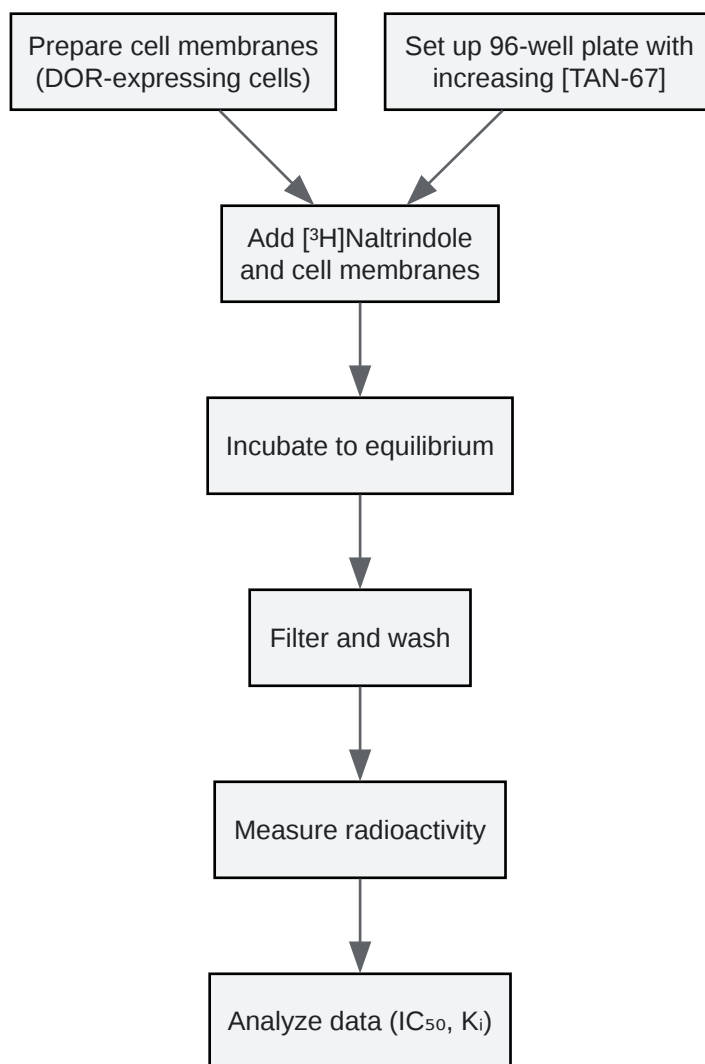 Prepare cell membranes
(DOR-expressing cells)
Set up 96-well plate with
increasing [TAN-67]
Add [³H]Naltrindole
and cell membranes
Incubate to equilibrium
Filter and wash
Measure radioactivity
Analyze data (IC₅₀, Kᵢ)